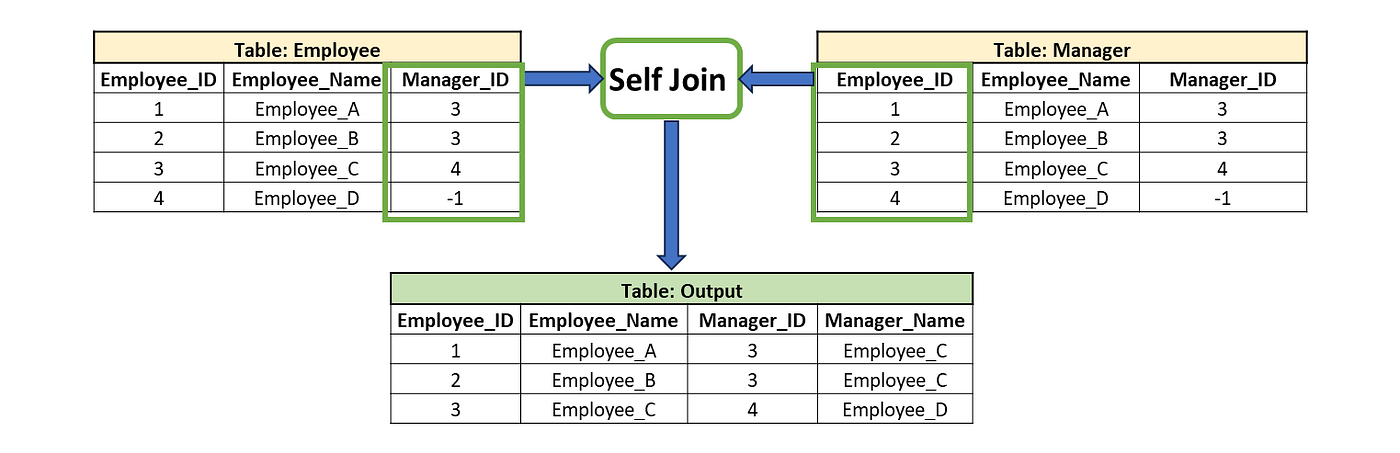 Table: Employee
Employee_ID Employee_Name Manager_ID
1 Employee_A 3
2 Employee_B 3
3 Employee_C 4
4 Employee_D -1
Self Join
Table: Manager
Employee_ID Employee_Name Manager_ID
1 Employee_A 3
2 Employee_B 3
3 Employee_C 4
4 Employee_D -1
Table: Output
Employee_ID Employee_Name Manager_ID Manager_Name
1 Employee_A 3 Employee_C
2 Employee_B 3 Employee_C
3 Employee_C 4 Employee_D